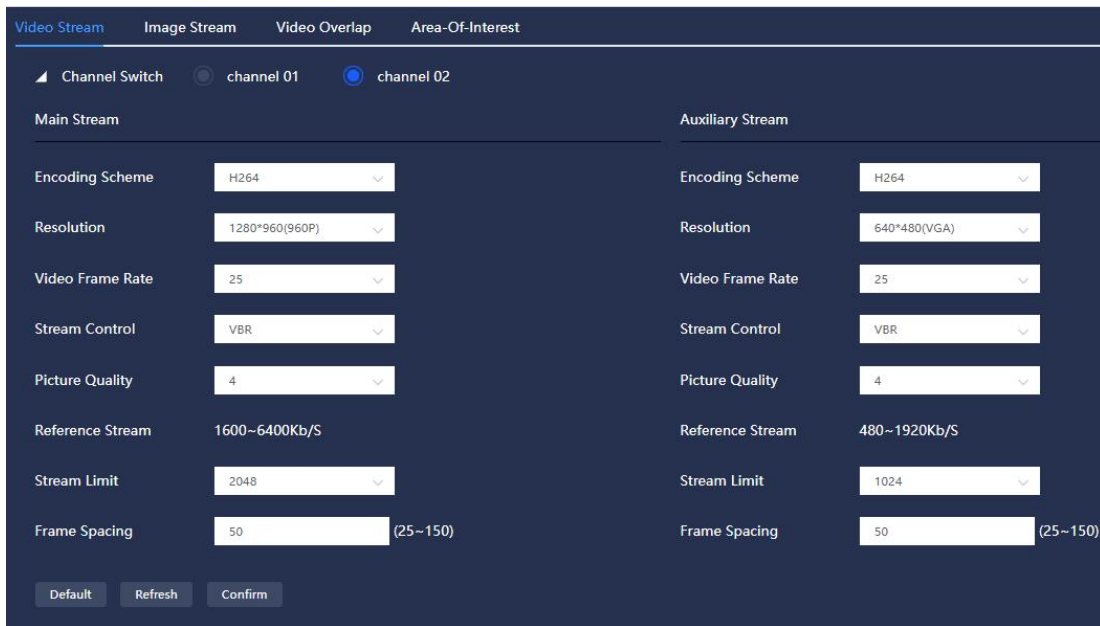 Video Stream Image Stream Video Overlap Area-Of-Interest
Channel Switch channel 01 channel 02
Main Stream Auxiliary Stream
Encoding Scheme H264 Encoding Scheme H264
Resolution 1280*960(960P) Resolution 640*480(VGA)
Video Frame Rate 25 Video Frame Rate 25
Stream Control VBR Stream Control VBR
Picture Quality 4 Picture Quality 4
Reference Stream 1600~6400Kb/S Reference Stream 480~1920Kb/S
Stream Limit 2048 Stream Limit 1024
Frame Spacing 50 (25~150) Frame Spacing 50 (25~150)
Default Refresh Confirm